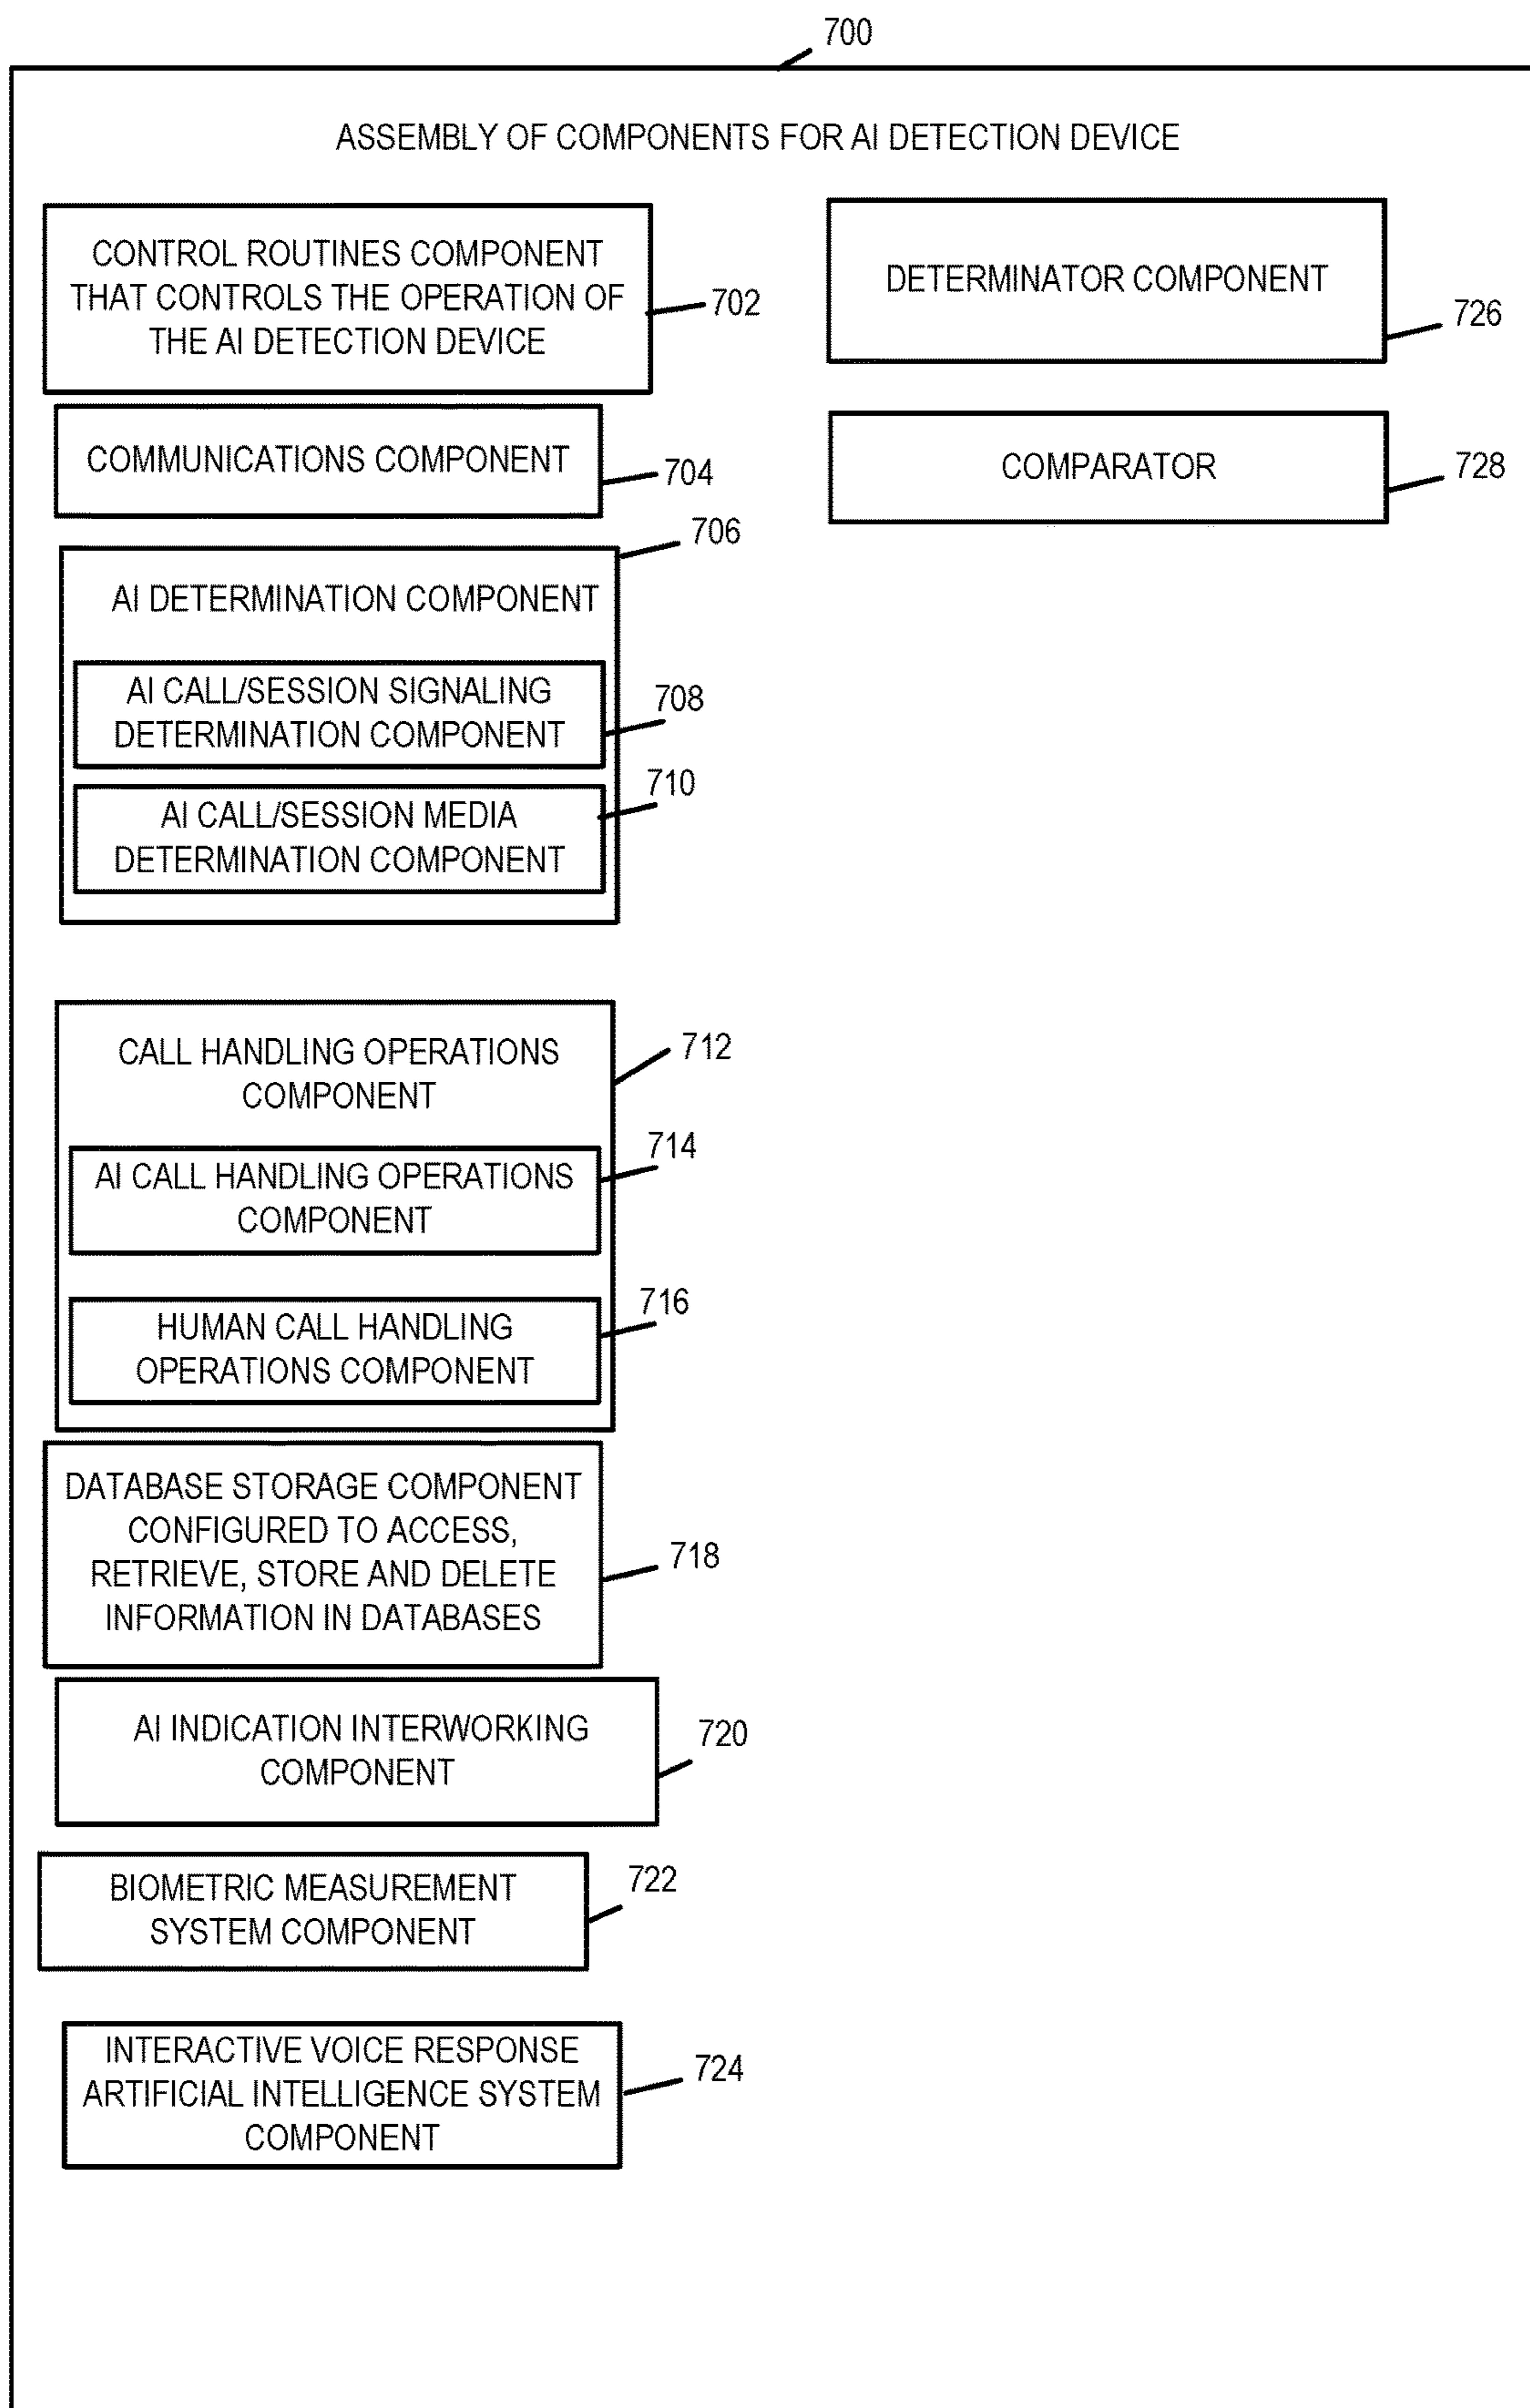 700
ASSEMBLY OF COMPONENTS FOR AI DETECTION DEVICE
CONTROL ROUTINES COMPONENT
THAT CONTROLS THE OPERATION OF
THE AI DETECTION DEVICE
702
COMMUNICATIONS COMPONENT
704
706
AI DETERMINATION COMPONENT
AI CALL/SESSION SIGNALING
DETERMINATION COMPONENT
708
AI CALL/SESSION MEDIA
DETERMINATION COMPONENT
710
CALL HANDLING OPERATIONS
COMPONENT
712
AI CALL HANDLING OPERATIONS
COMPONENT
714
HUMAN CALL HANDLING
OPERATIONS COMPONENT
716
DATABASE STORAGE COMPONENT
CONFIGURED TO ACCESS,
RETRIEVE, STORE AND DELETE
INFORMATION IN DATABASES
718
AI INDICATION INTERWORKING
COMPONENT
720
BIOMETRIC MEASUREMENT
SYSTEM COMPONENT
722
INTERACTIVE VOICE RESPONSE
ARTIFICIAL INTELLIGENCE SYSTEM
COMPONENT
724
DETERMINATOR COMPONENT
726
COMPARATOR
728